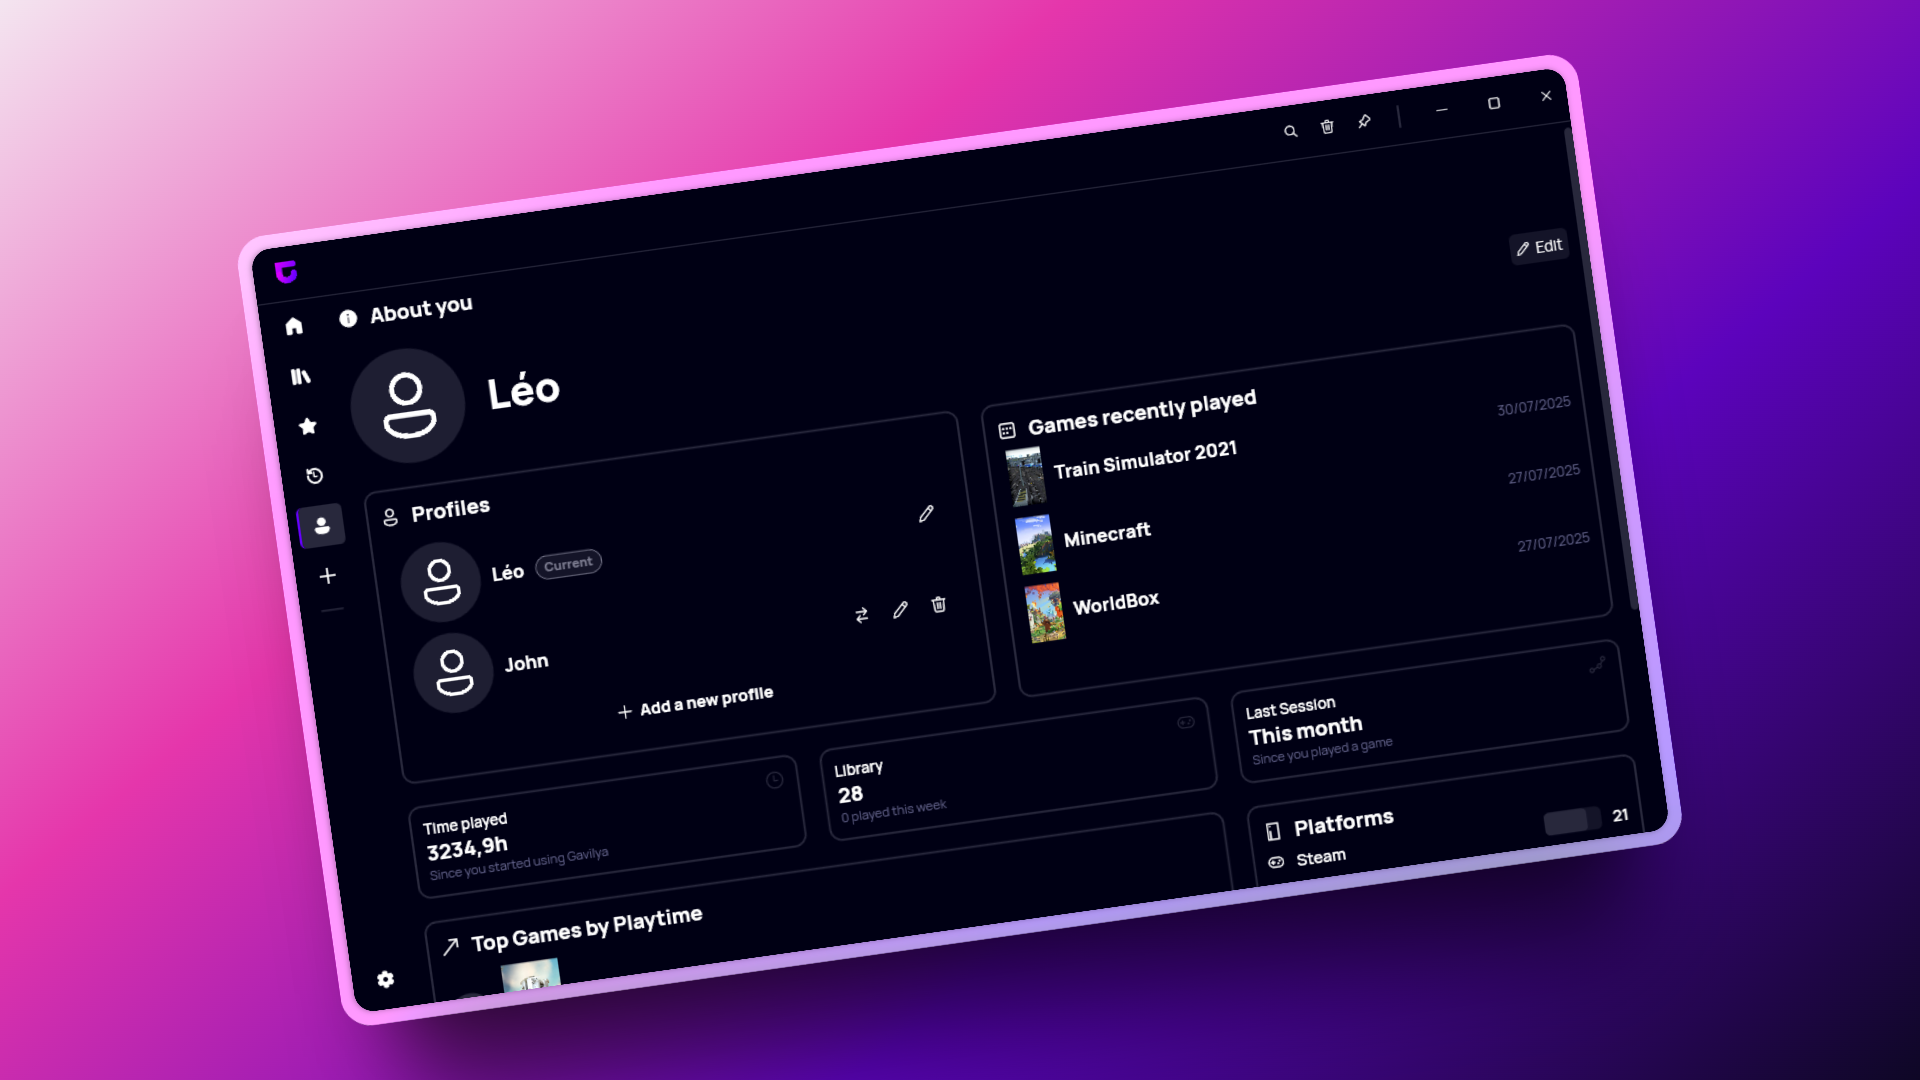 About you
Edit
Léo
Profiles
Léo
Current
John
Add a new profile
Games recently played
Train Simulator 2021
30/07/2025
Minecraft
27/07/2025
WorldBox
27/07/2025
Time played
3234,9h
Since you started using Gavilya
Library
28
0 played this week
Last Session
This month
Since you played a game
Top Games by Playtime
Platforms
Steam
21